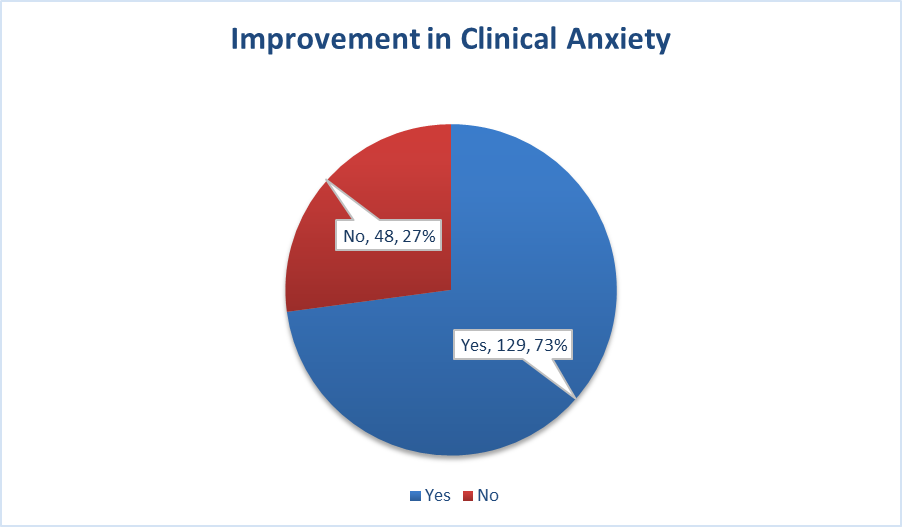 Improvement in Clinical Anxiety
No, 48, 27%
Yes, 129, 73%
Yes No